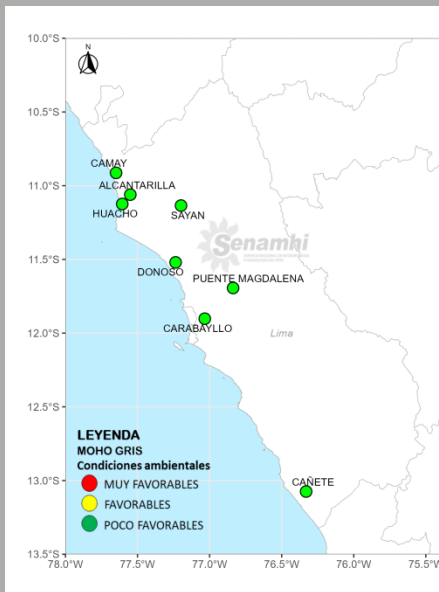 10.0°S
N
10.5°S
CAMAY
11.0°S
ALCANTARILLA
HUACHO
SAYAN
Senamhi
11.5°S
DONOSO
PUENTE MAGDALENA
12.0°S
CARABAYLLO
Lima
12.5°S
LEYENDA
MOHO GRIS
Condiciones ambientales
MUY FAVORABLES
FAVORABLES
POCO FAVORABLES
13.0°S
CAÑETE
13.5°S
78.0°W 77.5°W 77.0°W 76.5°W 76.0°W 75.5°W